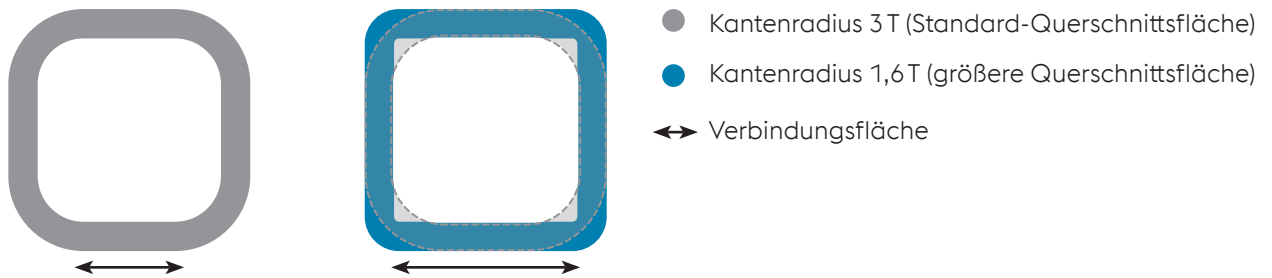 Kantenradius 3 T (Standard-Querschnittsfläche)
Kantenradius 1,6 T (größere Querschnittsfläche)
Verbindungsfläche